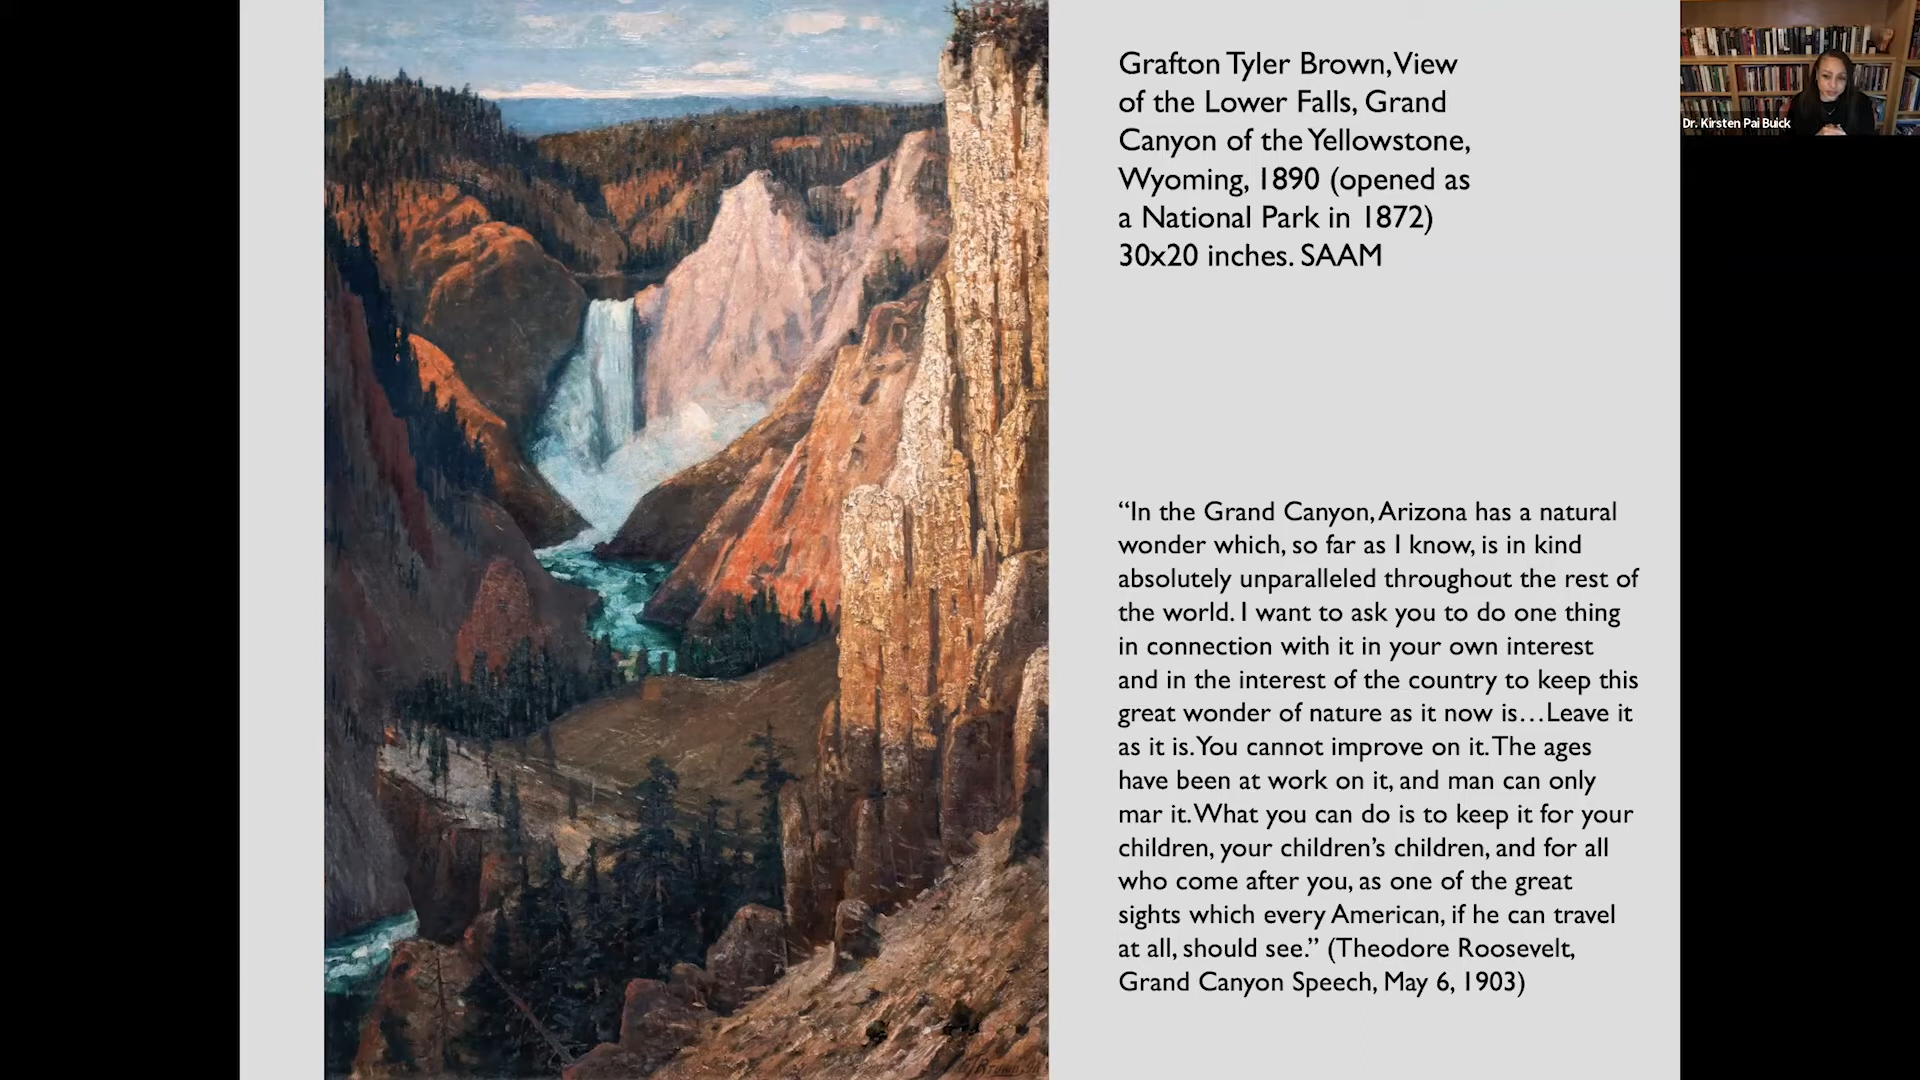 Grafton Tyler Brown, View
of the Lower Falls, Grand
Canyon of the Yellowstone,
Wyoming, 1890 (opened as
a National Park in 1872)
30x20 inches. SAAM
“In the Grand Canyon, Arizona has a natural
wonder which, so far as I know, is in kind
absolutely unparalleled throughout the rest of
the world. I want to ask you to do one thing
in connection with it in your own interest
and in the interest of the country to keep this
great wonder of nature as it now is…Leave it
as it is. You cannot improve on it. The ages
have been at work on it, and man can only
mar it. What you can do is to keep it for your
children, your children’s children, and for all
who come after you, as one of the great
sights which every American, if he can travel
at all, should see.” (Theodore Roosevelt,
Grand Canyon Speech, May 6, 1903)
Dr. Kirsten Pai Buick